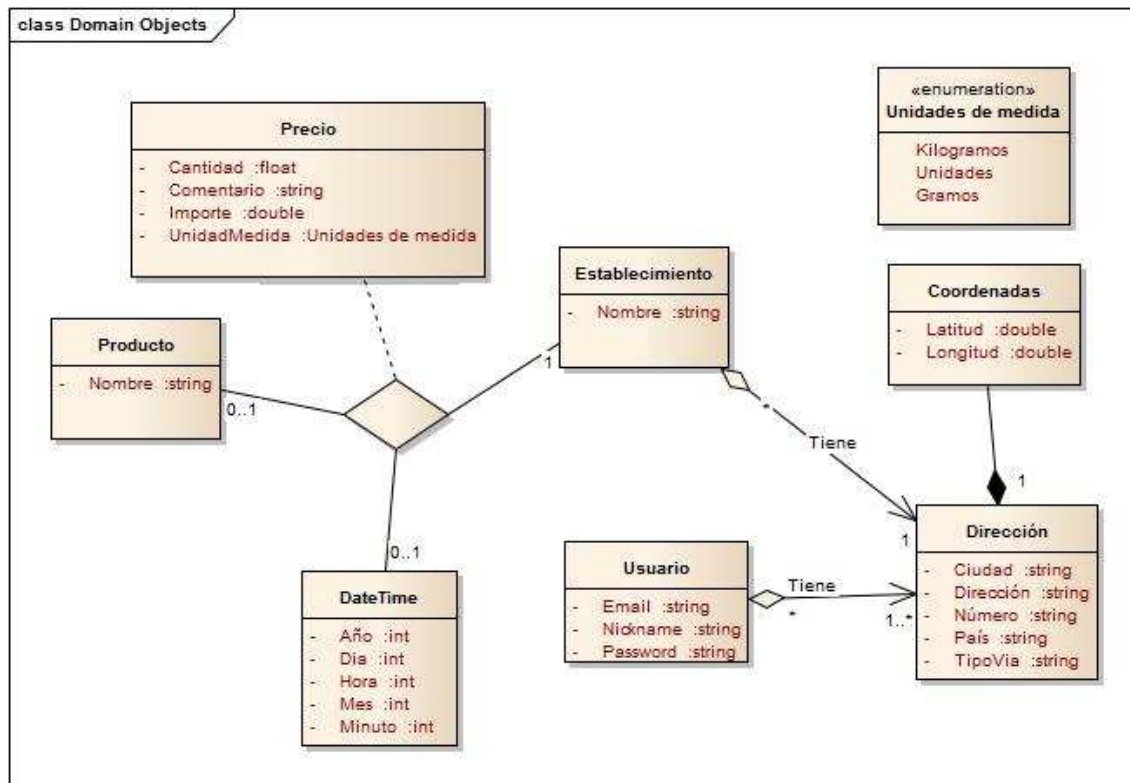 class Domain Objects
«enumeration»
Unidades de medida
Kilogramos
Unidades
Gramos
Precio
- Cantidad :float
- Comentario :string
- Importe :double
- UnidadMedida :Unidades de medida
Establecimiento
- Nombre :string
Coordenadas
- Latitud :double
- Longitud :double
Producto
- Nombre :string
0..1
1
*
Tiene
1
1
0..1
DateTime
- Año :int
- Dia :int
- Hora :int
- Mes :int
- Minuto :int
Usuario
- Email :string
- Nickname :string
- Password :string
Tiene
*
1..*
Dirección
- Ciudad :string
- Dirección :string
- Número :string
- País :string
- TipoVia :string